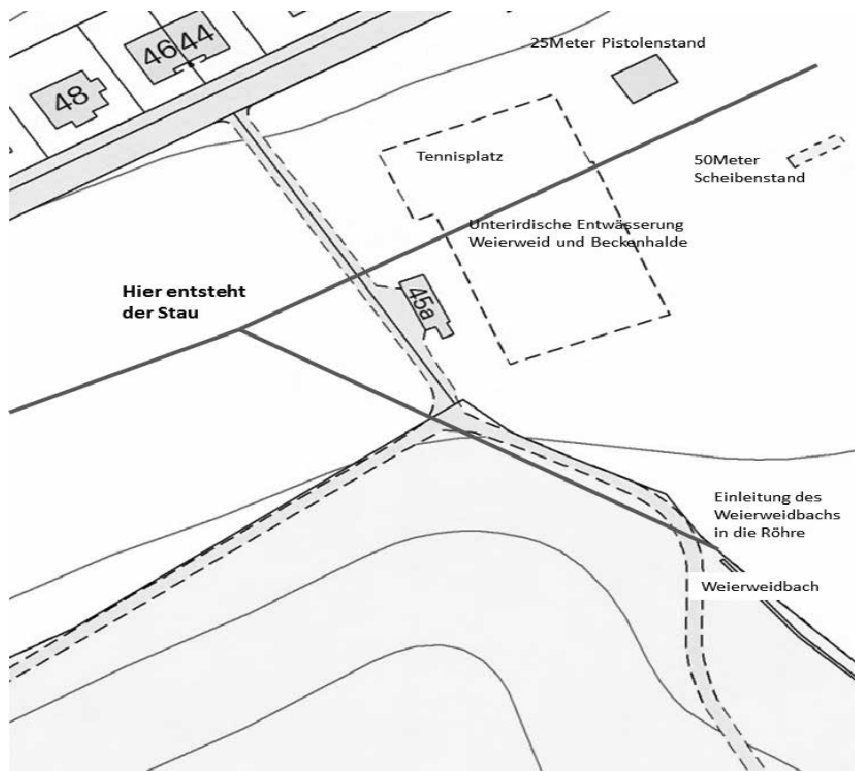 25Meter Pistolenstand
46
44
48
Tennisplatz
50Meter
Scheibenstand
Unterirdische Entwässerung
Weierweid und Beckenhalde
Hier entsteht
der Stau
45a
Einleitung des
Weierweidbachs
in die Röhre
Weierweidbach